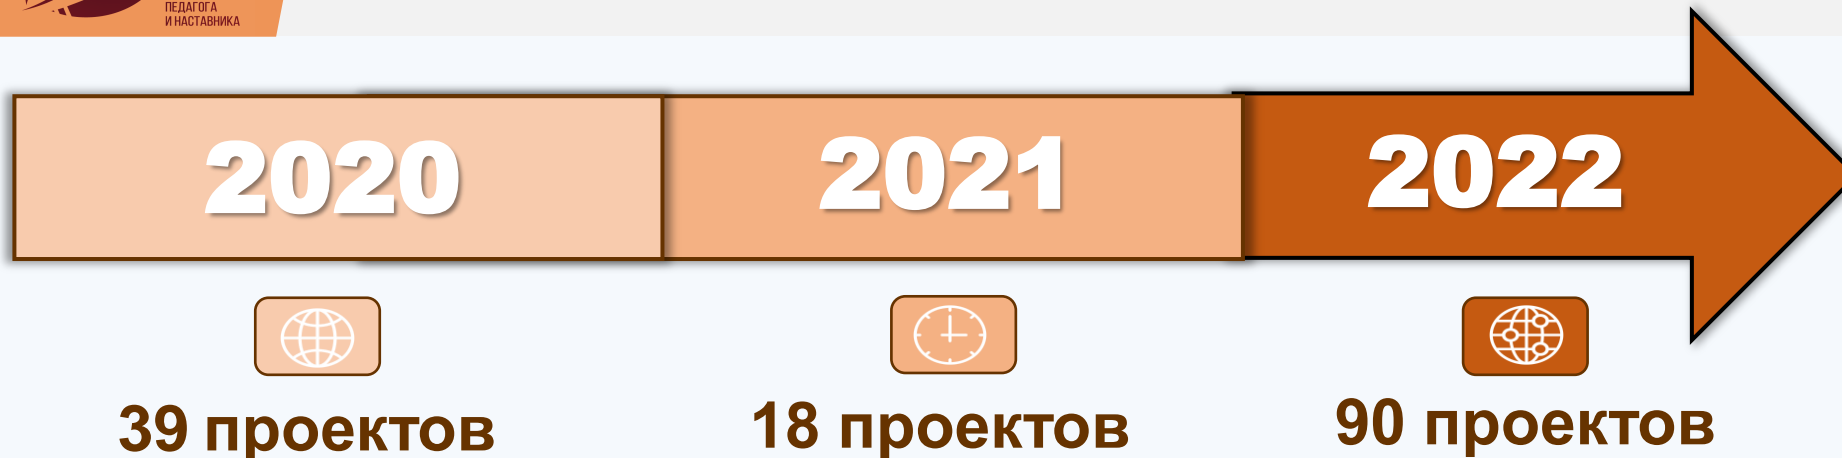 ПЕДАГОГА
И НАСТАВНИКА
2020
2021
2022
39 проектов
18 проектов
90 проектов